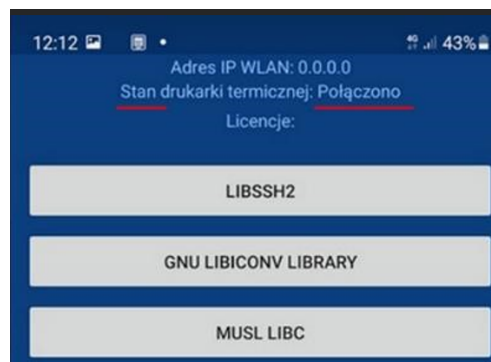 12:12 4G 43%
Adres IP WLAN: 0.0.0.0
Stan drukarki termicznej: Połączono
Licencje:
LIBSSH2
GNU LIBICONV LIBRARY
MUSL LIBC